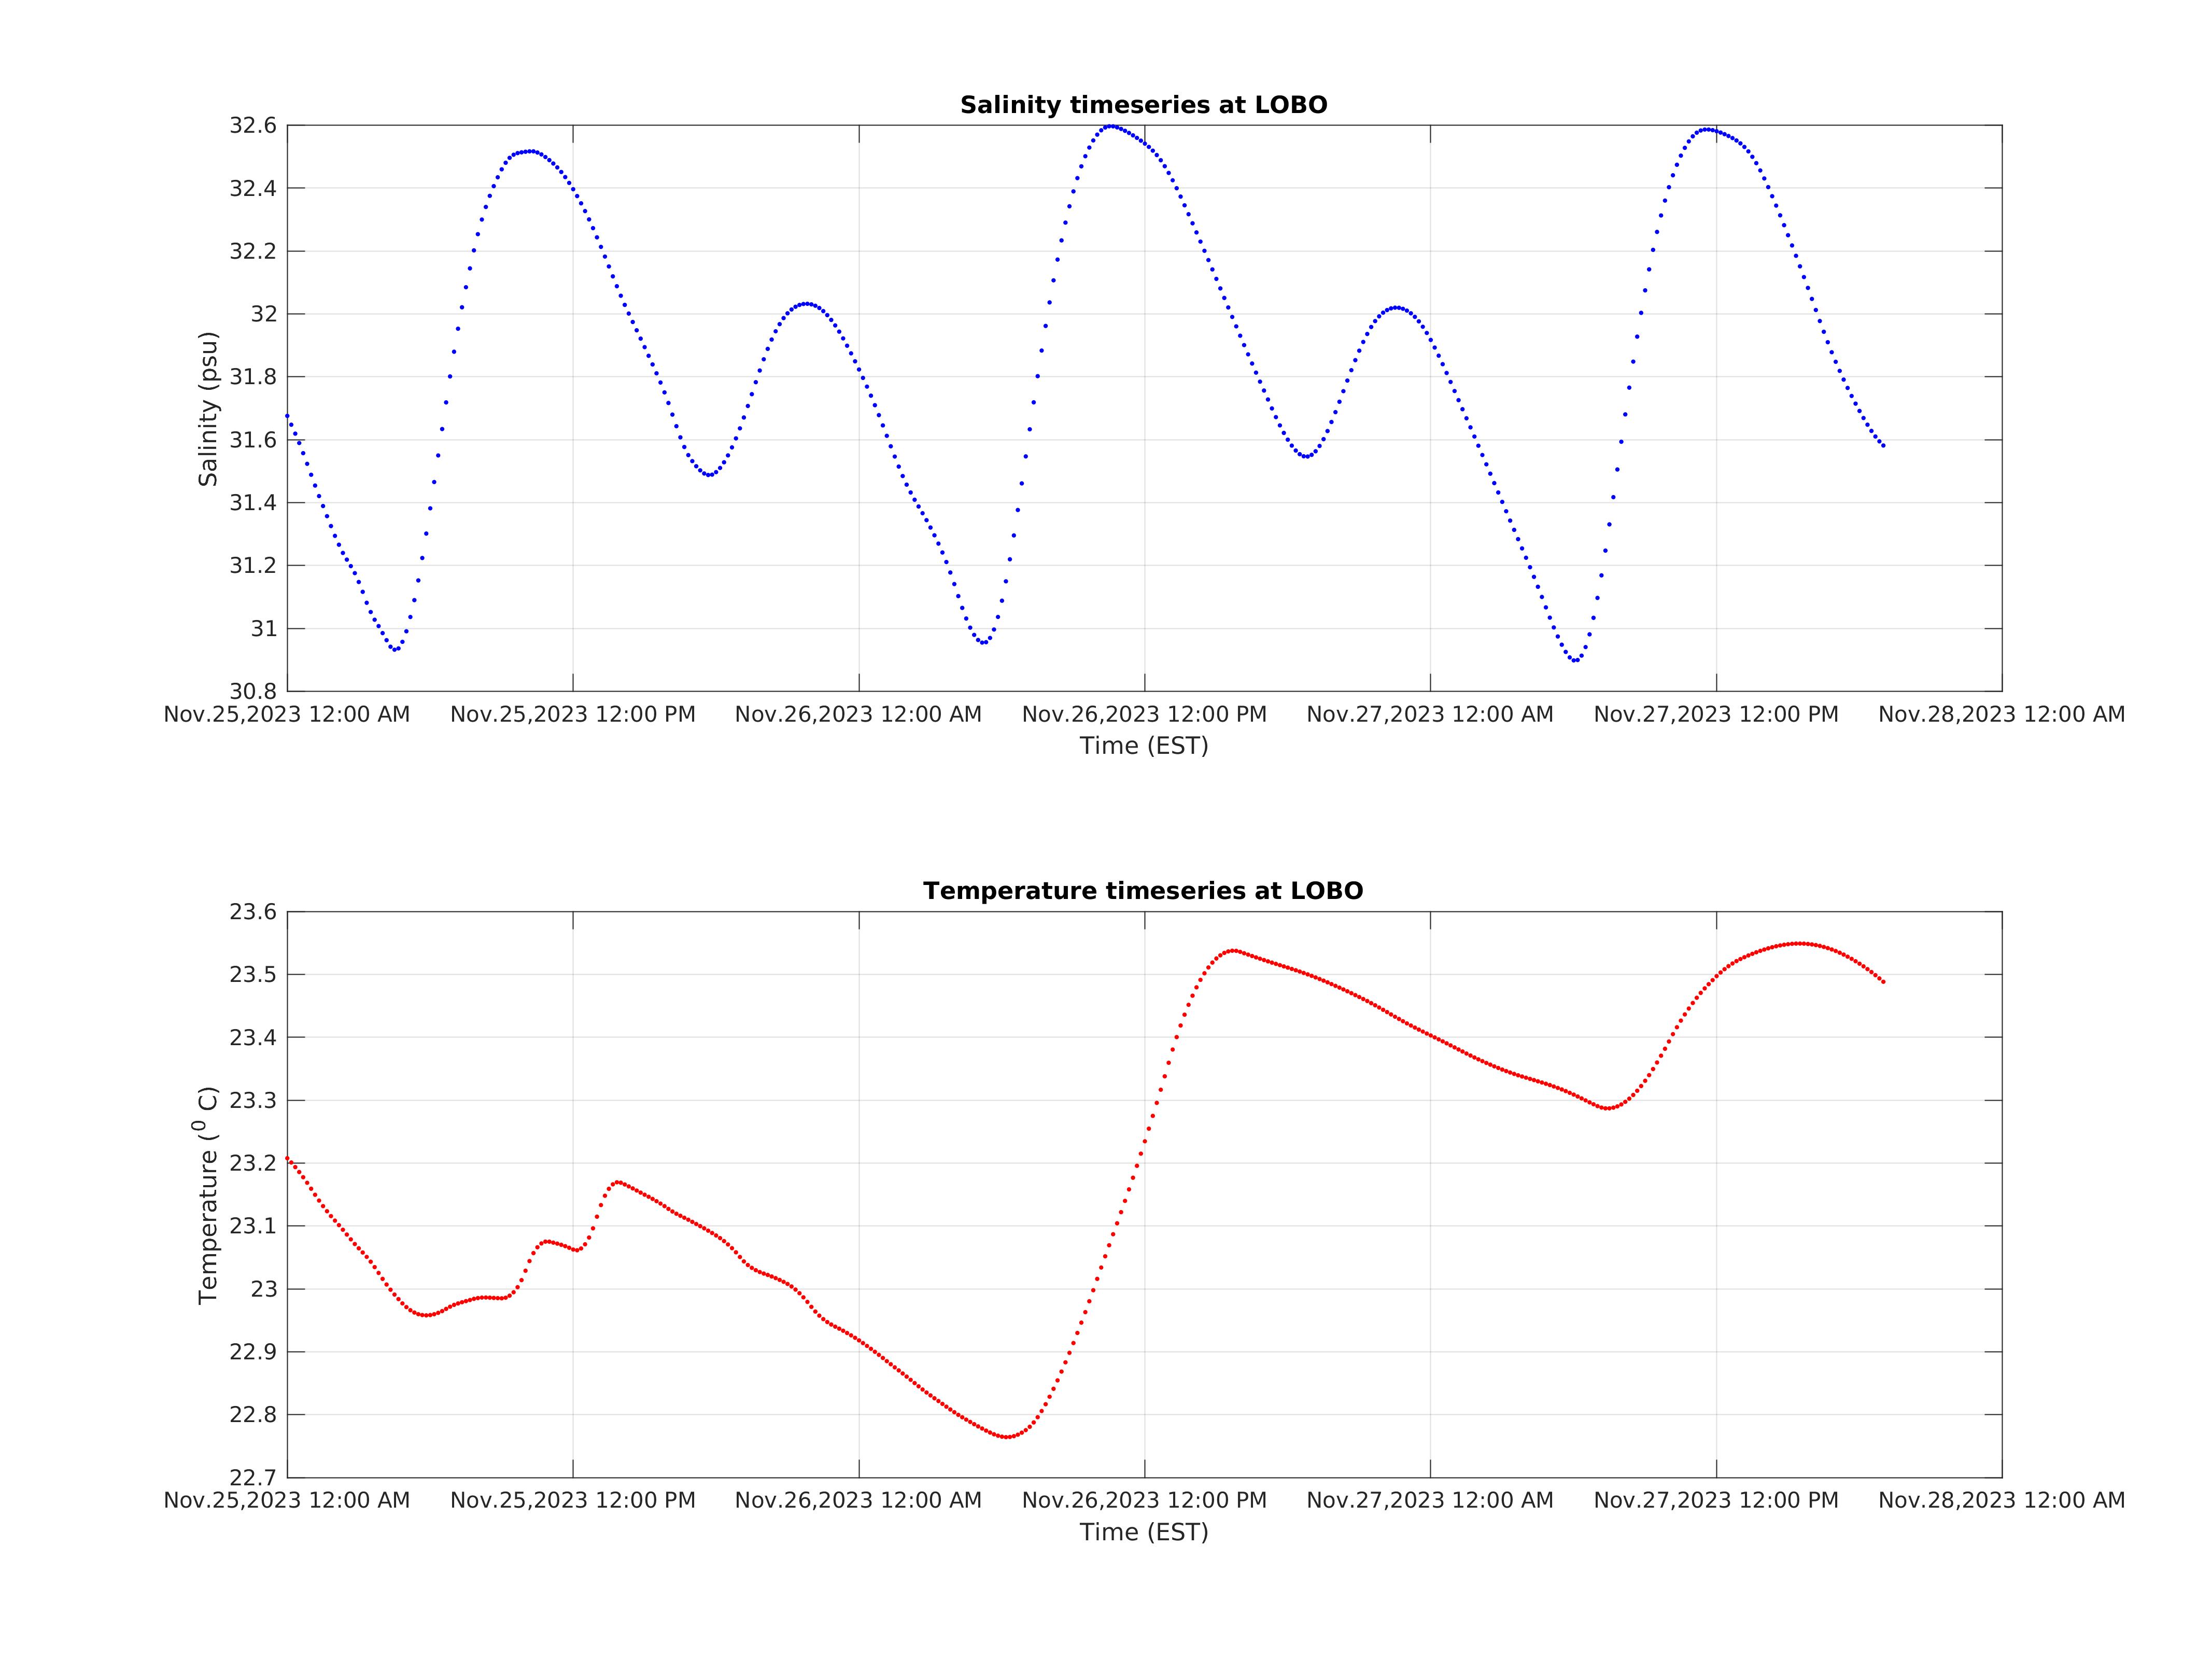 Salinity timeseries at LOBO
32.6
32.4
32.2
32
31.8
31.6
31.4
31.2
31
30.8
Salinity (psu)
Nov.25,2023 12:00 AM Nov.25,2023 12:00 PM Nov.26,2023 12:00 AM Nov.26,2023 12:00 PM Nov.27,2023 12:00 AM Nov.27,2023 12:00 PM Nov.28,2023 12:00 AM
Time (EST)
Temperature timeseries at LOBO
23.6
23.5
23.4
23.3
23.2
23.1
23
22.9
22.8
22.7
Temperature (⁰ C)
Nov.25,2023 12:00 AM Nov.25,2023 12:00 PM Nov.26,2023 12:00 AM Nov.26,2023 12:00 PM Nov.27,2023 12:00 AM Nov.27,2023 12:00 PM Nov.28,2023 12:00 AM
Time (EST)